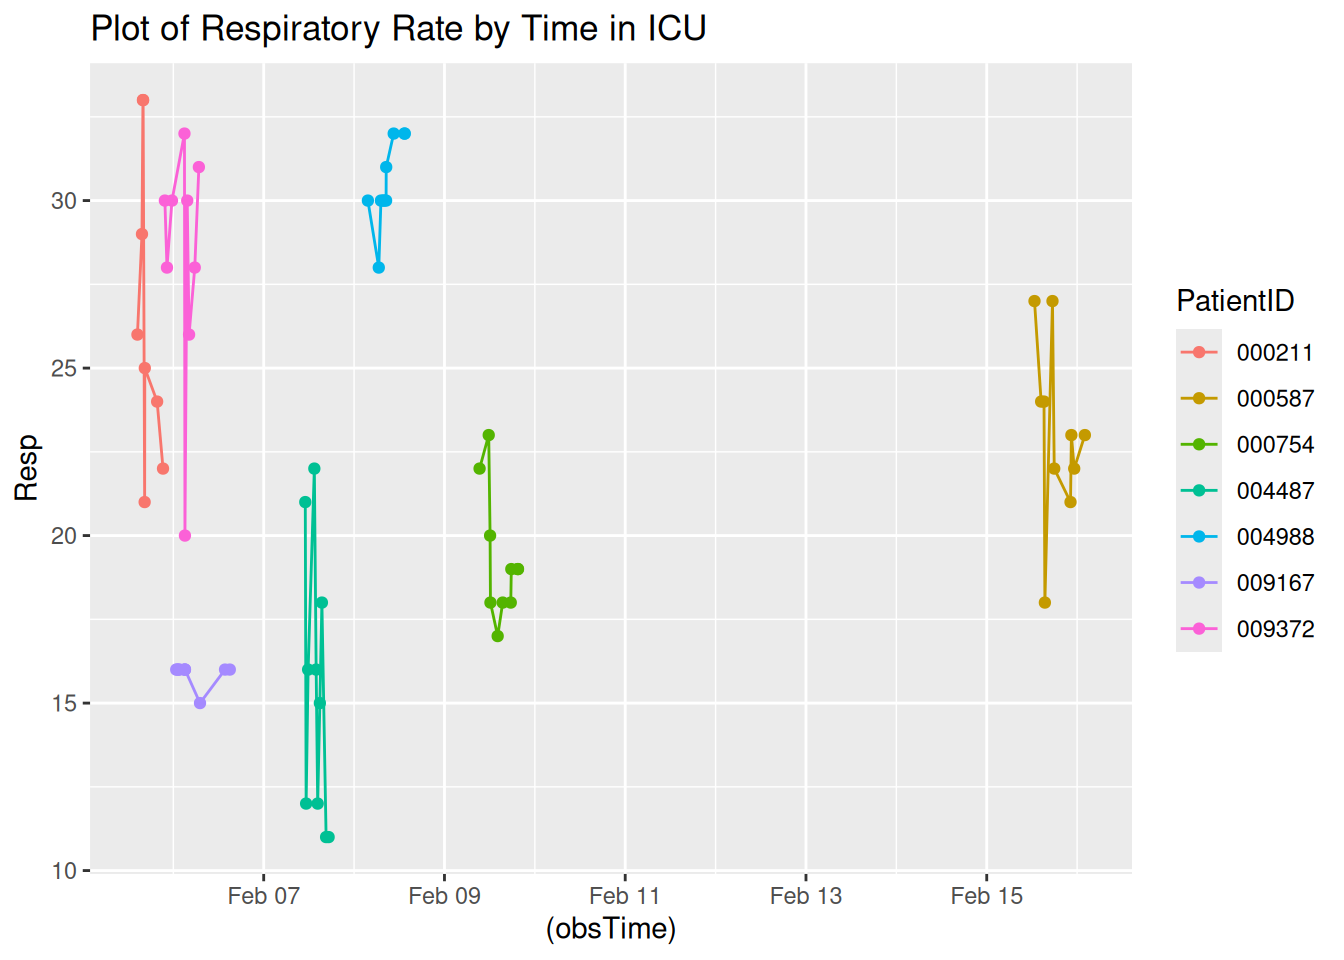 Plot of Respiratory Rate by Time in ICU
30
25
20
15
10
Resp
Feb 07
Feb 09
Feb 11
Feb 13
Feb 15
(obsTime)
PatientID
000211
000587
000754
004487
004988
009167
009372